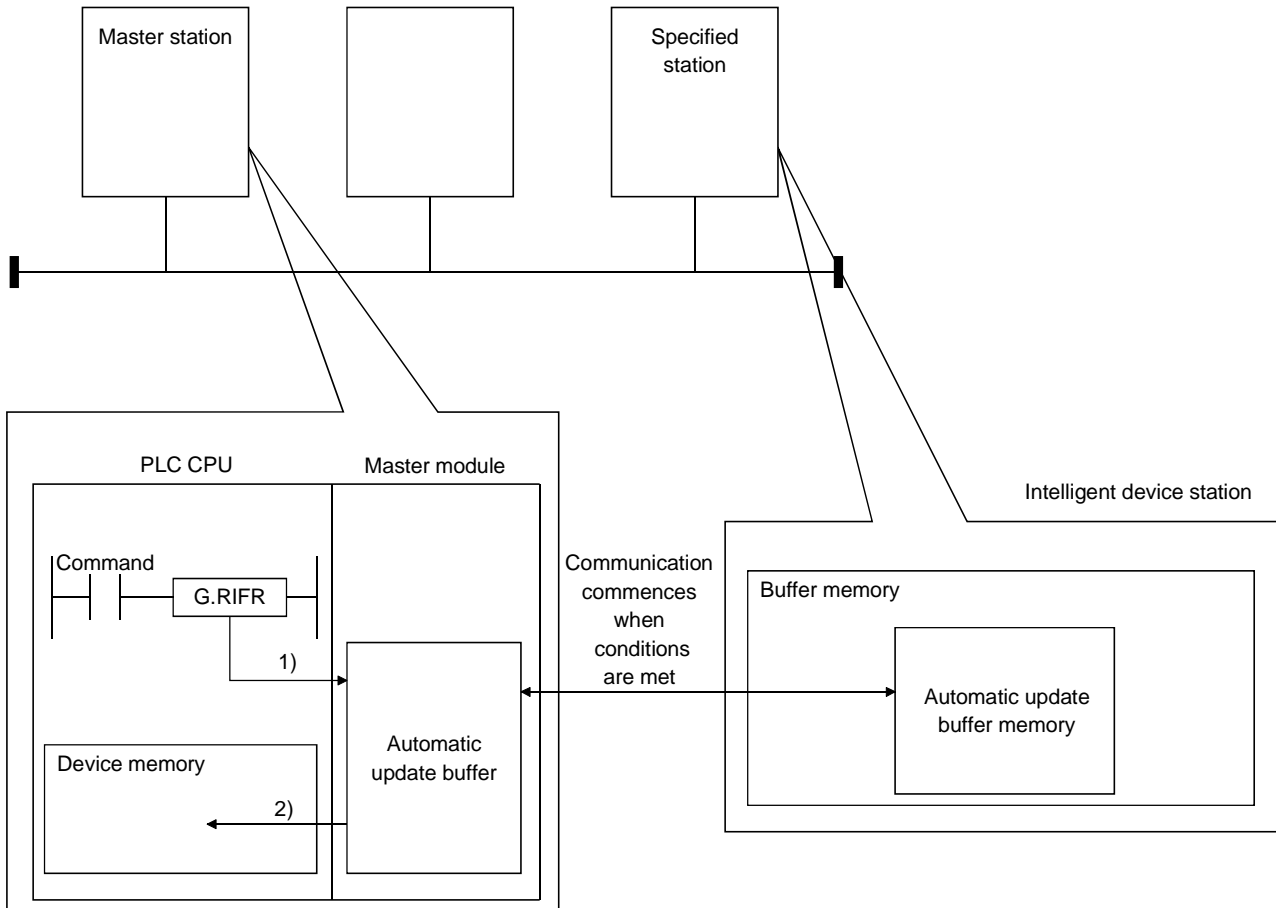 Master station
Specified
station
PLC CPU
Master module
Intelligent device station
Command
G.RIFR
1)
Communication
commences
when
conditions
are met
Buffer memory
Automatic update
buffer memory
Automatic
update buffer
Device memory
2)